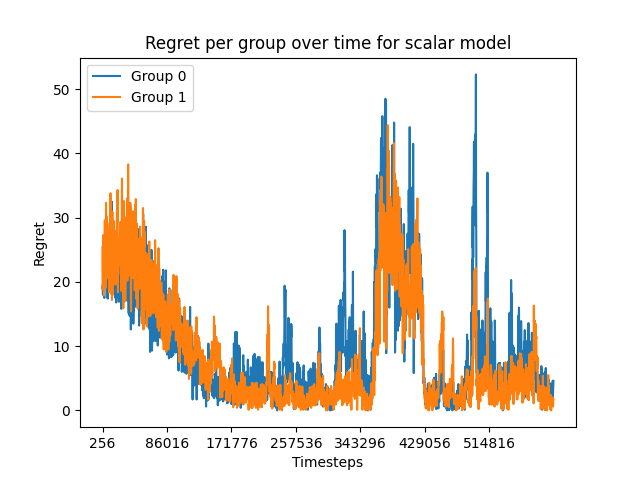 Regret per group over time for scalar model
Group 0
Group 1
50
40
30
20
10
0
Regret
256 86016 171776 257536 343296 429056 514816
Timesteps